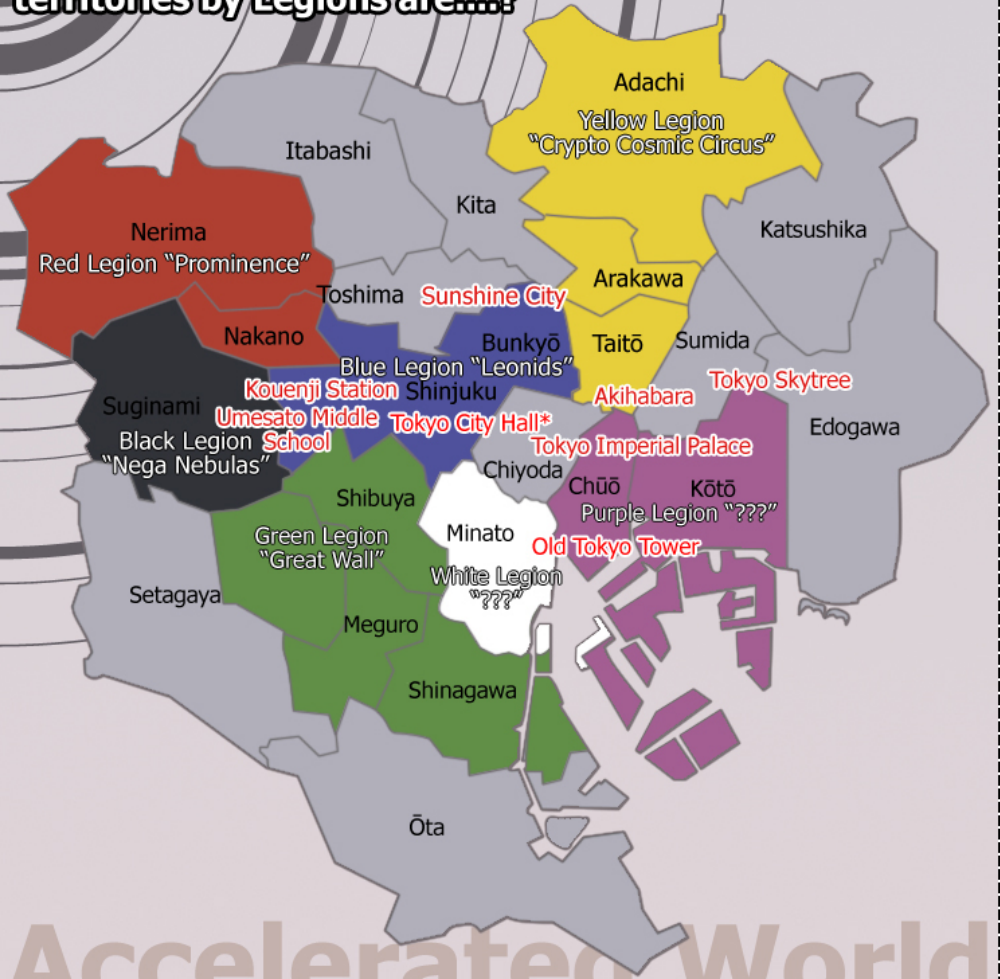 territories by Legions are....?
Adachi
Yellow Legion
“Crypto Cosmic Circus”
Itabashi
Kita
Katsushika
Nerima
Red Legion “Prominence”
Toshima
Sunshine City
Arakawa
Nakano
Bunkyō
Taitō
Sumida
Blue Legion “Leonids”
Kouenji Station
Shinjuku
Akihabara
Tokyo Skytree
Suginami
Umesato Middle
School
Tokyo City Hall*
Edogawa
Black Legion
“Nega Nebulas”
Tokyo Imperial Palace
Chiyoda
Chūō
Kōtō
Purple Legion “???”
Shibuya
Minato
Green Legion
“Great Wall”
Old Tokyo Tower
White Legion
“???”
Setagaya
Meguro
Shinagawa
Ōta
Accelerated World